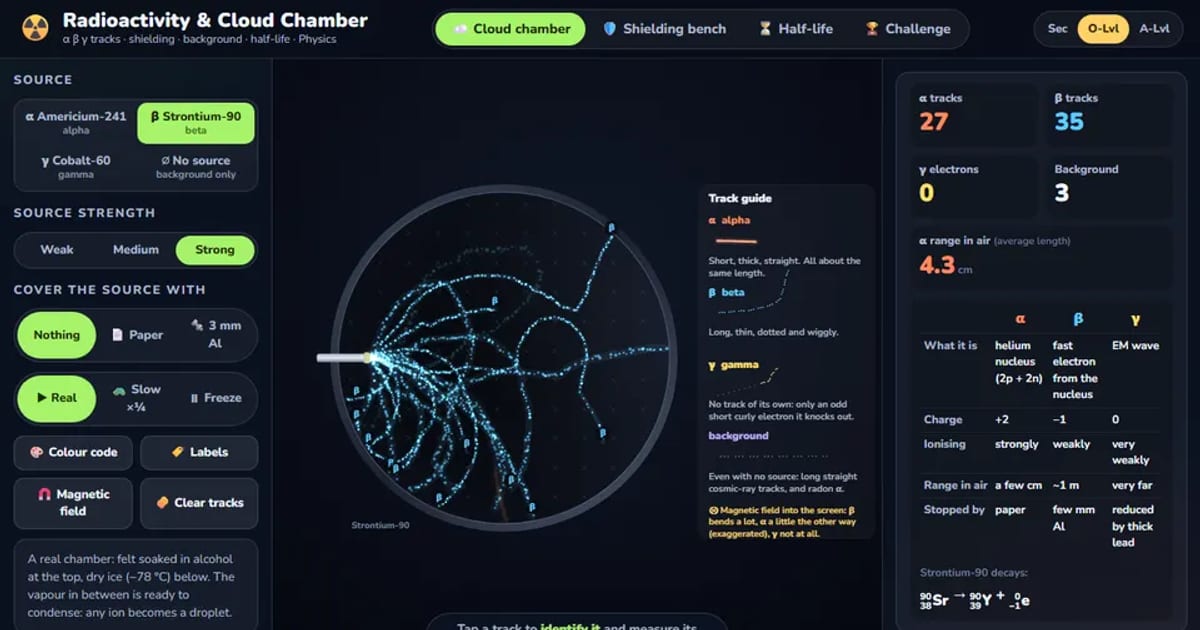 Radioactivity & Cloud Chamber
α β γ tracks · shielding · background · half-life · Physics
Cloud chamber
Shielding bench
Half-life
Challenge
Sec
O-Lvl
A-Lvl
SOURCE
α Americium-241
alpha
β Strontium-90
beta
γ Cobalt-60
gamma
∅ No source
background only
SOURCE STRENGTH
Weak
Medium
Strong
COVER THE SOURCE WITH
Nothing
Paper
3 mm
Al
▶ Real
Slow
×¼
⏸ Freeze
Colour code
Labels
Magnetic
field
Clear tracks
A real chamber: felt soaked in alcohol
at the top, dry ice (−78 °C) below. The
vapour in between is ready to
condense: any ion becomes a droplet.
β
β
β
β
β
β
β
β
β
β
β
Strontium-90
Track guide
α alpha
Short, thick, straight. All about the
same length.
β beta
Long, thin, dotted and wiggly.
γ gamma
No track of its own: only an odd
short curly electron it knocks out.
background
Even with no source: long straight
cosmic-ray tracks, and radon α.
⊗ Magnetic field into the screen: β
bends a lot, α a little the other way
(exaggerated), γ not at all.
Tap a track to identify it and measure its
α tracks
27
β tracks
35
γ electrons
0
Background
3
α range in air (average length)
4.3 cm
α β γ
What it is
helium
nucleus
(2p + 2n)
fast
electron
from the
nucleus
EM wave
Charge +2 −1 0
Ionising strongly weakly very
weakly
Range in air a few cm ~1 m very far
Stopped by paper few mm
Al
reduced
by thick
lead
Strontium-90 decays:
⁹⁰₃₈Sr → ⁹⁰₃₉Y + ⁰₋₁e